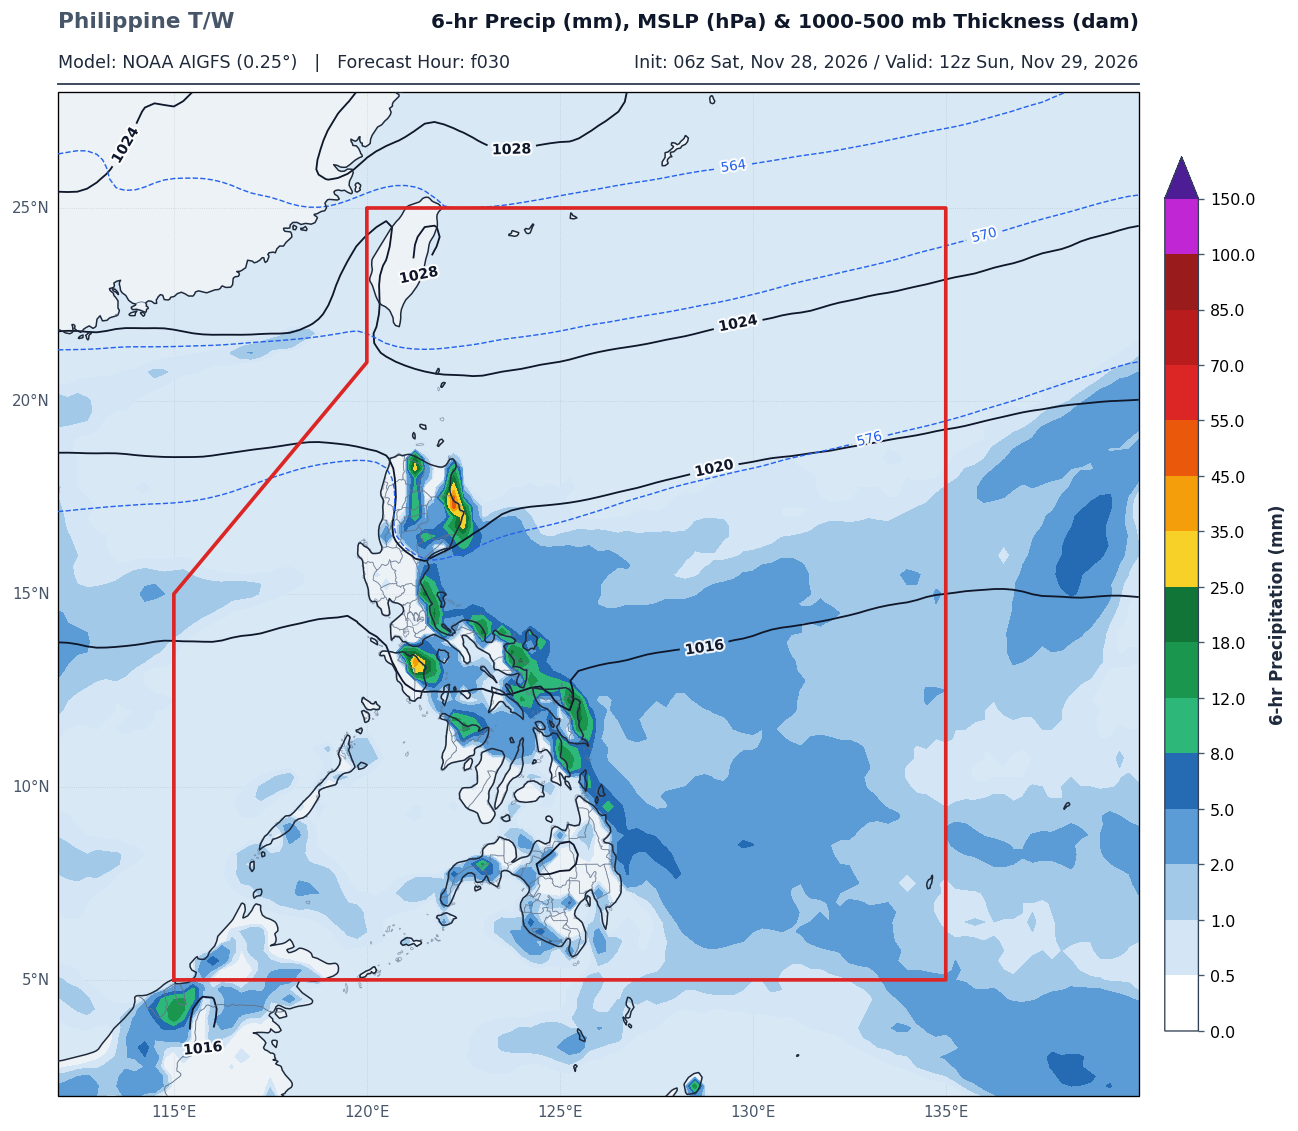 Philippine T/W
6-hr Precip (mm), MSLP (hPa) & 1000-500 mb Thickness (dam)
Model: NOAA AIGFS (0.25°) | Forecast Hour: f030
Init: 06z Sat, Nov 28, 2026 / Valid: 12z Sun, Nov 29, 2026
1024
1028
564
570
1028
1024
576
1020
1016
1016
25°N
20°N
15°N
10°N
5°N
115°E
120°E
125°E
130°E
135°E
150.0
100.0
85.0
70.0
55.0
45.0
35.0
25.0
18.0
12.0
8.0
5.0
2.0
1.0
0.5
0.0
6-hr Precipitation (mm)